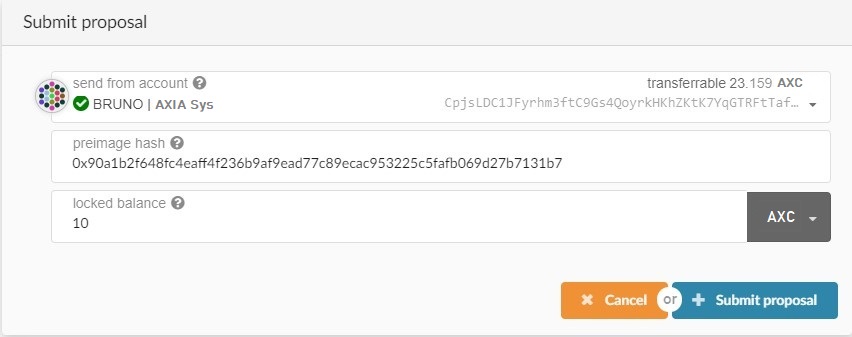 Submit proposal
send from account
transferrable 23.159 AXC
BRUNO | AXIA Sys
CpjsLDC1JFyrhm3ftC9Gs4QoyrkHKhZKtK7YqGTRFtTaf…
preimage hash
0x90a1b2f648fc4eaff4f236b9af9ead77c89ecac953225c5fafb069d27b7131b7
locked balance
10
AXC
Cancel or Submit proposal